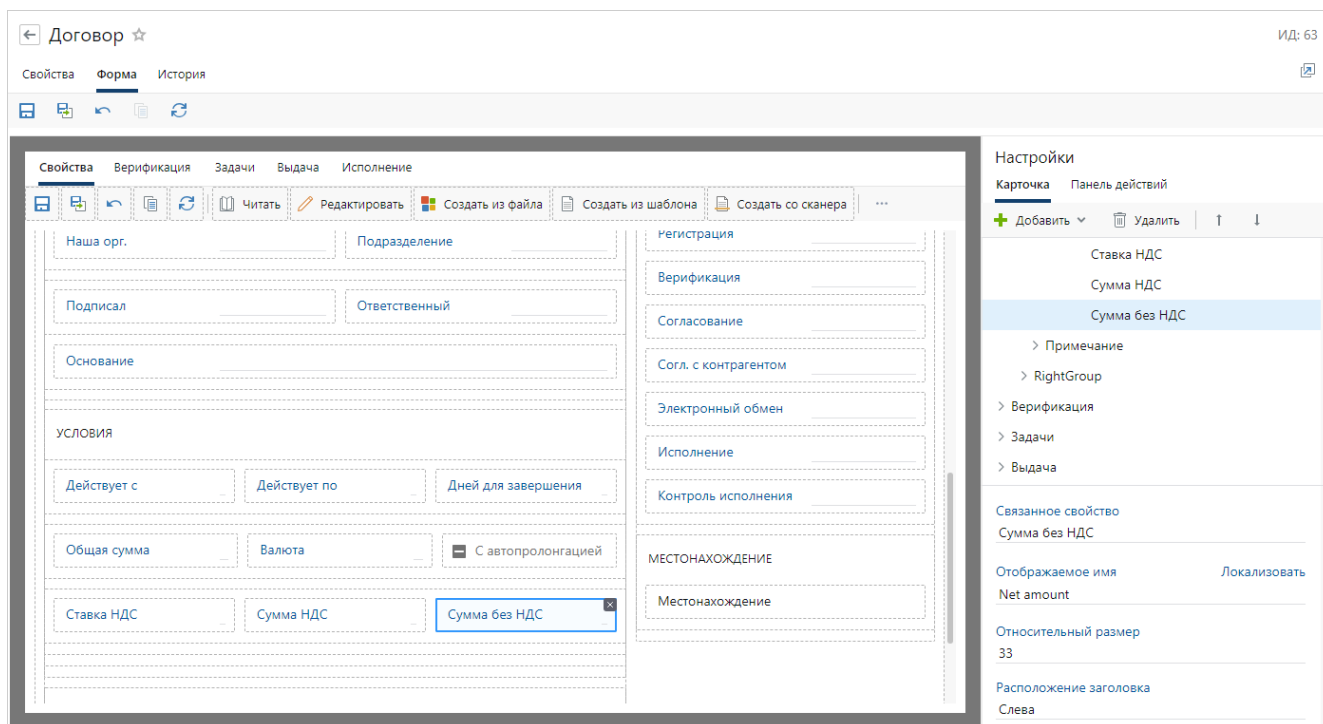 Договор
ИД: 63
Свойства Форма История
Свойства Верификация Задачи Выдача Исполнение
Читать Редактировать Создать из файла Создать из шаблона Создать со сканера ...
Наша орг. Подразделение
Подписал Ответственный
Основание
УСЛОВИЯ
Действует с Действует по Дней для завершения
Общая сумма Валюта С автопролонгацией
Ставка НДС Сумма НДС Сумма без НДС
Регистрация
Верификация
Согласование
Согл. с контрагентом
Электронный обмен
Исполнение
Контроль исполнения
МЕСТОНАХОЖДЕНИЕ
Местонахождение
Настройки
Карточка Панель действий
Добавить Удалить
Ставка НДС
Сумма НДС
Сумма без НДС
Примечание
RightGroup
Верификация
Задачи
Выдача
Связанное свойство
Сумма без НДС
Отображаемое имя Локализовать
Net amount
Относительный размер
33
Расположение заголовка
Слева